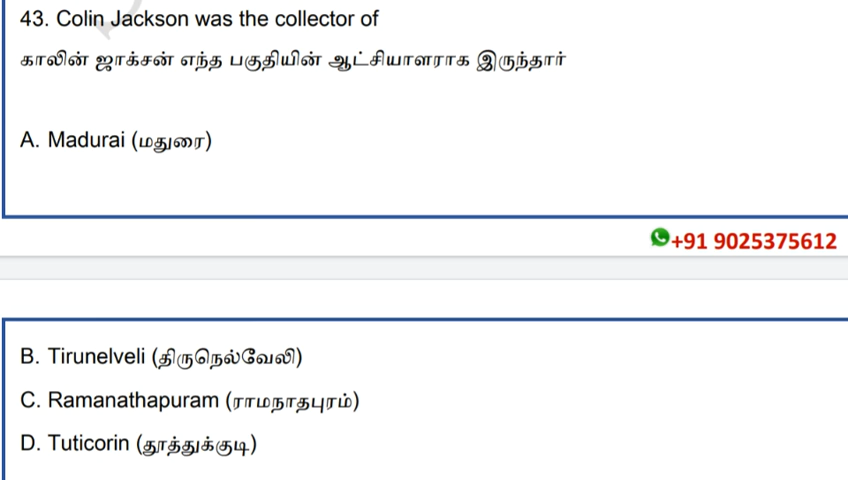 43. Colin Jackson was the collector of
காலின் ஜாக்சன் எந்த பகுதியின் ஆட்சியாளராக இருந்தார்
A. Madurai (மதுரை)
+91 9025375612
B. Tirunelveli (திருநெல்வேலி)
C. Ramanathapuram (ராமநாதபுரம்)
D. Tuticorin (தூத்துக்குடி)